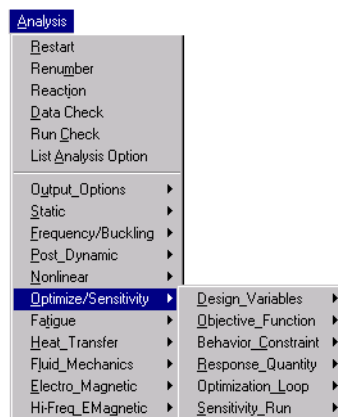 Analysis
Restart
Renumber
Reaction
Data Check
Run Check
List Analysis Option
Output_Options
Static
Frequency/Buckling
Post_Dynamic
Nonlinear
Optimize/Sensitivity
Fatigue
Heat_Transfer
Fluid_Mechanics
Electro_Magnetic
Hi-Freq_EMagnetic
Design_Variables
Objective_Function
Behavior_Constraint
Response_Quantity
Optimization_Loop
Sensitivity_Run